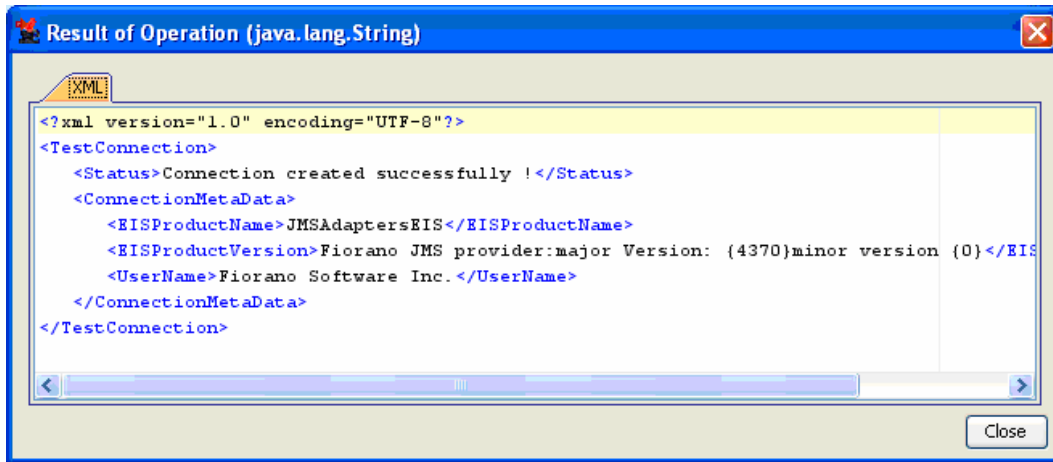 Result of Operation (java.lang.String)
XML
<?xml version="1.0" encoding="UTF-8"?>
<TestConnection>
<Status>Connection created successfully !</Status>
<ConnectionMetaData>
<EISProductName>JMSAdaptersEIS</EISProductName>
<EISProductVersion>Fiorano JMS provider:major Version: {4370}minor version {0}</EIS
<UserName>Fiorano Software Inc.</UserName>
</ConnectionMetaData>
</TestConnection>
Close